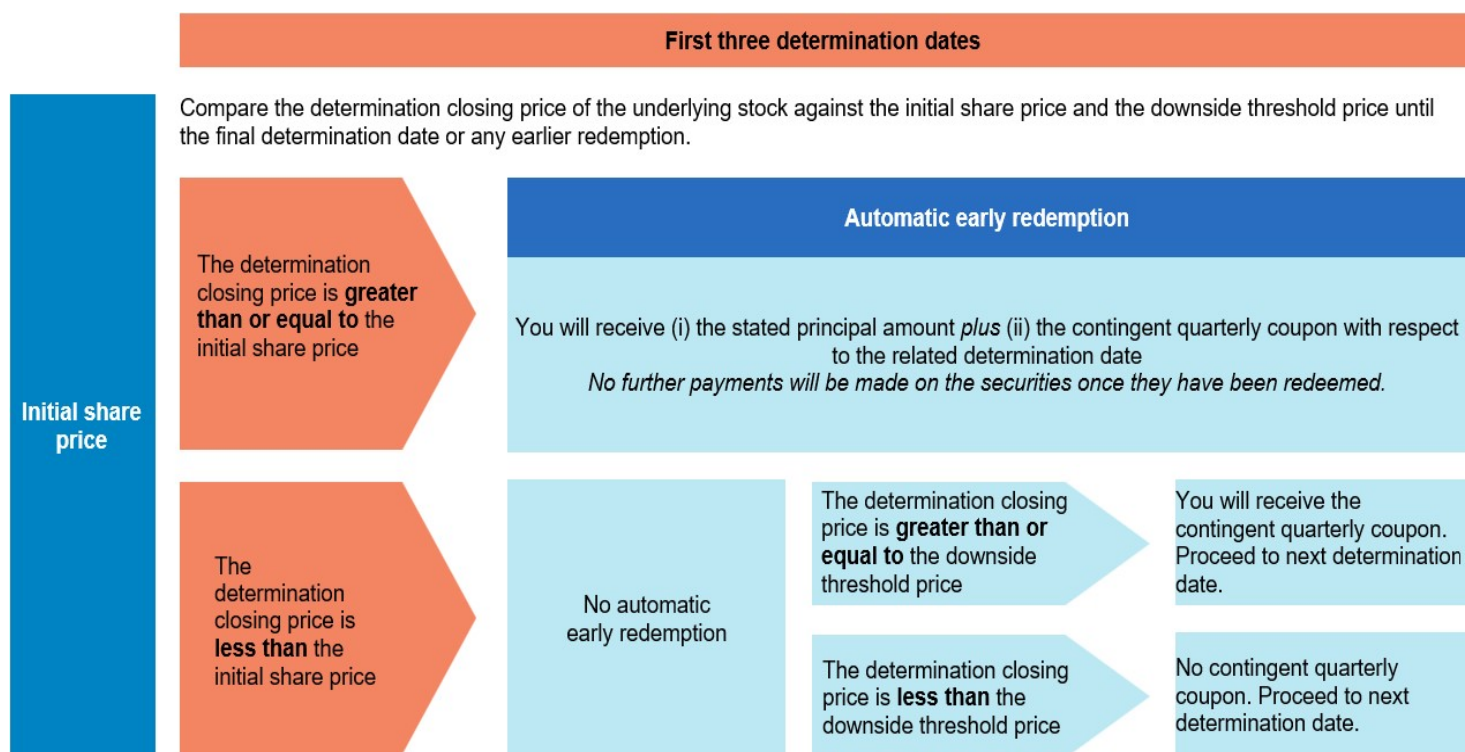 First three determination dates
Compare the determination closing price of the underlying stock against the initial share price and the downside threshold price until
the final determination date or any earlier redemption.
Initial share
price
The determination
closing price is greater
than or equal to the
initial share price
Automatic early redemption
You will receive (i) the stated principal amount plus (ii) the contingent quarterly coupon with respect
to the related determination date
No further payments will be made on the securities once they have been redeemed.
The
determination
closing price is
less than the
initial share price
No automatic
early redemption
The determination closing
price is greater than or
equal to the downside
threshold price
You will receive the
contingent quarterly coupon.
Proceed to next determination
date.
The determination closing
price is less than the
downside threshold price
No contingent quarterly
coupon. Proceed to next
determination date.